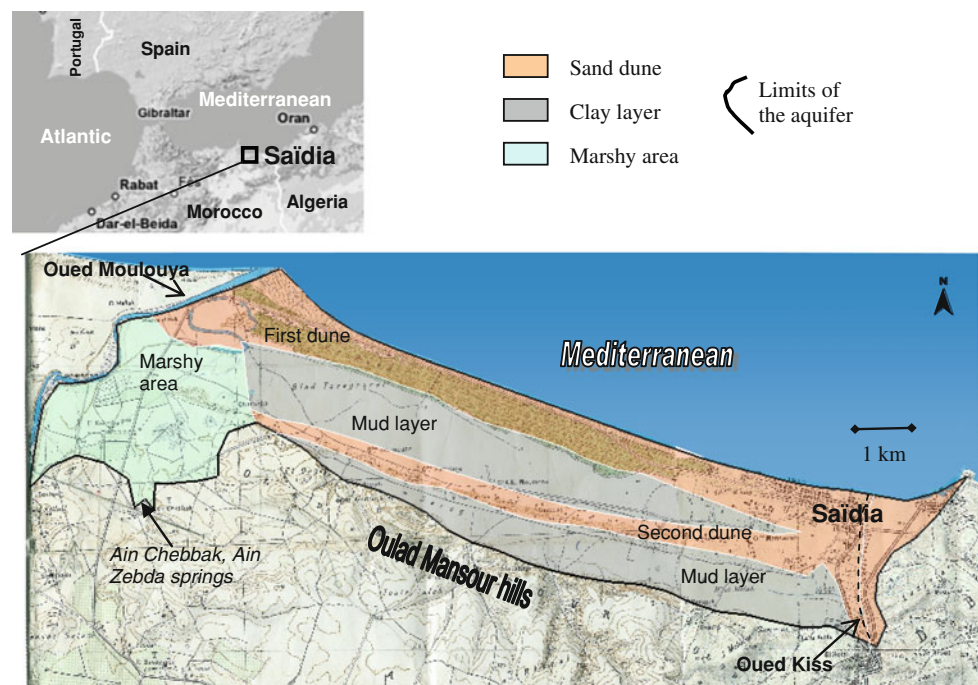 Portugal
Spain
Mediterranean
Gibraltar
Oran
Atlantic
Saïdia
Rabat
Fés
Morocco
Algeria
Dar-el-Beida
Sand dune
Clay layer
Marshy area
Limits of
the aquifer
Oued Moulouya
N
First dune
Mediterranean
Marshy
area
Mud layer
1 km
Saïdia
Second dune
Ain Chebbak, Ain
Zebda springs
Oulad Mansour hills
Mud layer
Oued Kiss